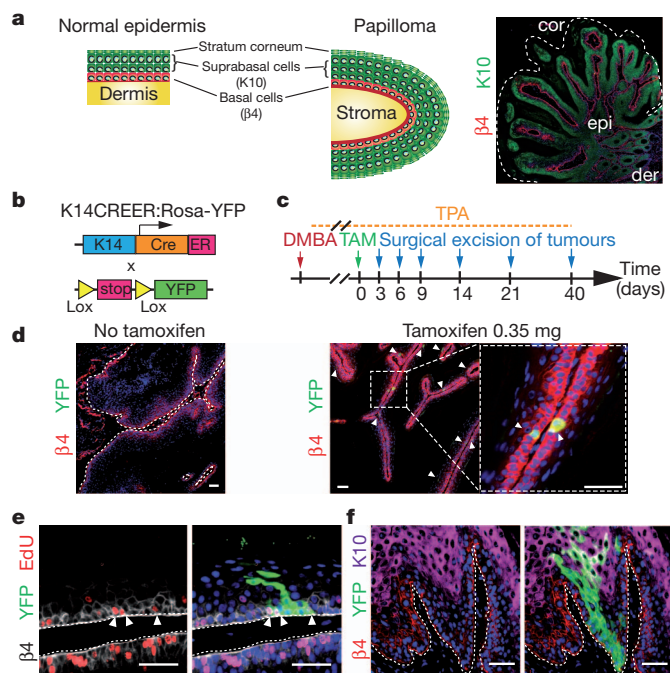 a
Normal epidermis
Papilloma
Stratum corneum
Suprabasal cells
(K10)
Basal cells
(β4)
Dermis
Stroma
β4 K10
cor
epi
der
b
K14CREER:Rosa-YFP
K14 Cre ER
x
stop YFP
Lox Lox
c
TPA
DMBA TAM Surgical excision of tumours
Time
(days)
0 3 6 9 14 21 40
d
No tamoxifen
Tamoxifen 0.35 mg
β4 YFP
β4 YFP
e
β4 YFP EdU
f
β4 YFP K10